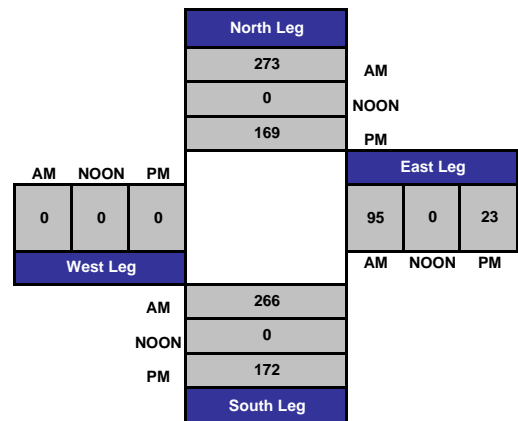 North Leg
273
AM
0
NOON
169
PM
AM NOON PM
East Leg
0 0 0
95 0 23
West Leg
AM NOON PM
AM
266
NOON
0
PM
172
South Leg